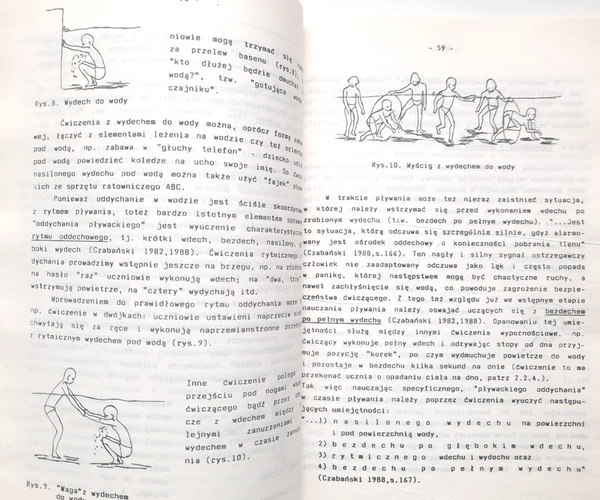 niowie mogą trzymać się
za przelew basenu (rys.8).
"kto dłużej będzie dmuchał
wodą?", tzw. "gotująca woda
czajniku".
Rys.8. Wydech do wody
Ćwiczenia z wydechem do wody można, oprócz formy
wej, łączyć z elementami leżenia na wodzie czy też
pod wodą, np. zabawa w "głuchy telefon" - dziecko
pod wodą powiedzieć koledze na ucho swoje imię. Do
nasilonego wydechu pod wodą można także użyć "fajek"
kich ze sprzętu ratowniczego ABC.
Ponieważ oddychanie w wodzie jest ściśle
z rytmem pływania, toteż bardzo istotnym elementem
"oddychania pływackiego" jest wyuczenie
rytmu oddechowego, tj. krótki wdech, bezdech, nasilony,
boki wydech (Czabański 1982,1988). Ćwiczenia rytmicznego
dychania prowadzimy wstępnie jeszcze na brzegu, np. na
na hasło "raz" uczniowie wykonują wdech; na "dwa, trzy"
wstrzymują powietrze, na "cztery" wydychają itd.
Wprowadzeniem do prawidłowego rytmu oddychania może
np. ćwiczenie w dwójkach: uczniowie ustawieni naprzeciw
chwytają się za ręce i wykonują naprzemianstronne
z rytmicznym wydechem pod wodą (rys.9).
Inne ćwiczenie polega
przejściu pod nogami
ćwiczącego bądź przez
cze z wdechem między
lejnymi zanurzeniami
wydechem w czasie
nia (rys.10).
Rys.9. "Waga"z wydechem
do wody
- 59 -
Rys.10. Wyścig z wydechem do wody
W trakcie pływania może też nieraz zaistnieć sytuacja,
w której należy wstrzymać się przed wykonaniem wdechu po
zrobionym wydechu (tzw. bezdech po pełnym wydechu). "...Jest
to sytuacja, którą odczuwa się szczególnie silnie, gdyż alarmo-
wany jest ośrodek oddechowy o konieczności pobrania tlenu"
(Czabański 1988,s.166). Ten nagły i silny sygnał ostrzegawczy
człowiek nie zaadoptowany odczuwa jako lęk i często popada
w panikę, której następstwem mogą być chaotyczne ruchy, a
nawet zachłyśnięcie się wodą, co powoduje zagrożenie bezpie-
czeństwa ćwiczącego. Z tego też względu już we wstępnym etapie
nauczania pływania należy oswajać uczących się z bezdechem
po pełnym wydechu (Czabański 1982,1988). Opanowaniu tej umie-
jętności służą między innymi ćwiczenia wypornościowe, np.
ćwiczący wykonuje pełny wdech i odrywając stopy od dna przyj-
muje pozycję "korek", po czym wydmuchuje powietrze do wody
i pozostaje w bezdechu kilka sekund na dnie (ćwiczenie to ma
przekonać ucznia o opadaniu ciała na dno, patrz 2.2.4.).
Tak więc nauczając specyficznego, "pływackiego oddychania"
w czasie pływania należy poprzez ćwiczenia wyuczyć następu-
jących umiejętności:
"...1) nasilonego wydechu na powierzchni
i pod powierzchnią wody,
2) bezdechu po głębokim wdechu,
3) rytmicznego wdechu i wydechu oraz
4) bezdechu po pełnym wydechu"
(Czabański 1988,s.167).